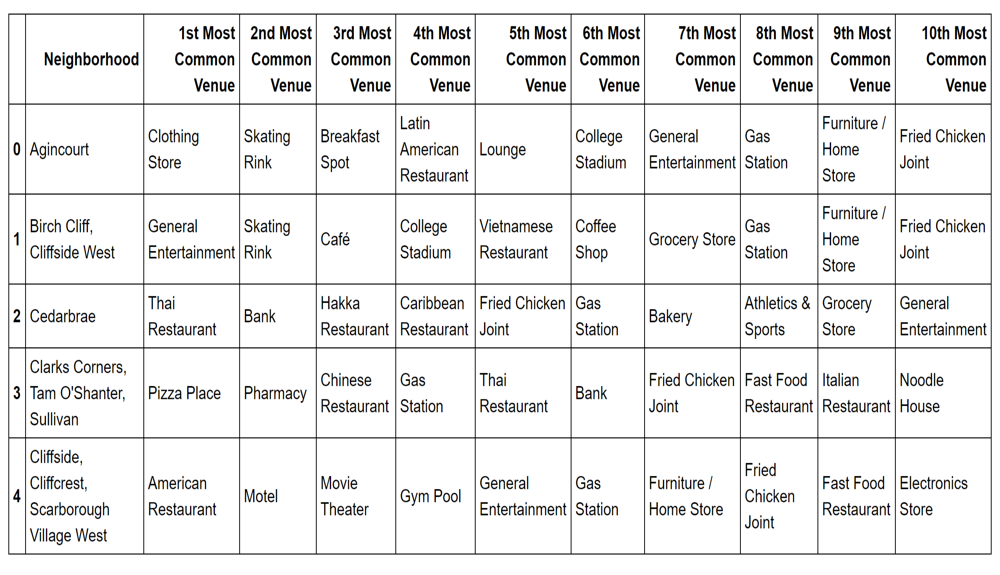 Neighborhood 1st Most Common Venue 2nd Most Common Venue 3rd Most Common Venue 4th Most Common Venue 5th Most Common Venue 6th Most Common Venue 7th Most Common Venue 8th Most Common Venue 9th Most Common Venue 10th Most Common Venue
0 Agincourt Clothing Store Skating Rink Breakfast Spot Latin American Restaurant Lounge College Stadium General Entertainment Gas Station Furniture / Home Store Fried Chicken Joint
1 Birch Cliff, Cliffside West General Entertainment Skating Rink Café College Stadium Vietnamese Restaurant Coffee Shop Grocery Store Gas Station Furniture / Home Store Fried Chicken Joint
2 Cedarbrae Thai Restaurant Bank Hakka Restaurant Caribbean Restaurant Fried Chicken Joint Gas Station Bakery Athletics & Sports Grocery Store General Entertainment
3 Clarks Corners, Tam O'Shanter, Sullivan Pizza Place Pharmacy Chinese Restaurant Gas Station Thai Restaurant Bank Fried Chicken Joint Fast Food Restaurant Italian Restaurant Noodle House
4 Cliffside, Cliffcrest, Scarborough Village West American Restaurant Motel Movie Theater Gym Pool General Entertainment Gas Station Furniture / Home Store Fried Chicken Joint Fast Food Restaurant Electronics Store